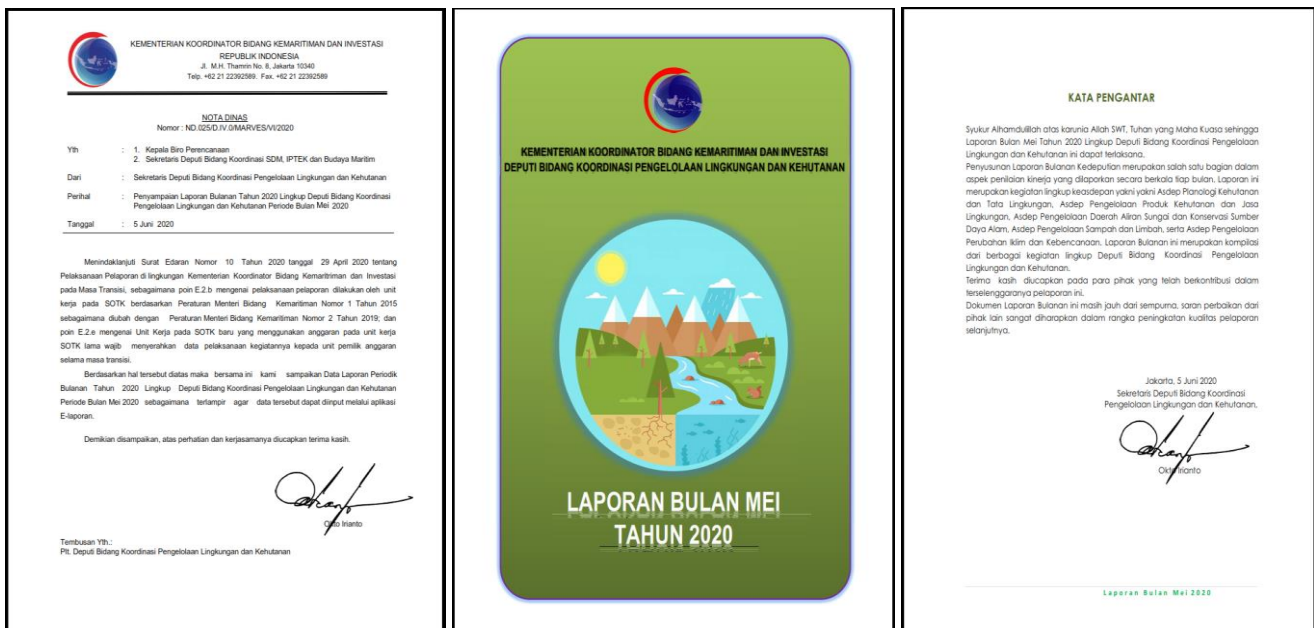 KEMENTERIAN KOORDINATOR BIDANG KEMARITIMAN DAN INVESTASI
REPUBLIK INDONESIA
JL. M.H. Thamrin No. 8, Jakarta 10340
Telp. +62 21 22392589. Fax. +62 21 22392589
NOTA DINAS
Nomor : ND.025/D.IV.0/MARVES/VI/2020
Yth : 1. Kepala Biro Perencanaan
2. Sekretaris Deputi Bidang Koordinasi SDM, IPTEK dan Budaya Maritim
Dari : Sekretaris Deputi Bidang Koordinasi Pengelolaan Lingkungan dan Kehutanan
Perihal : Penyampaian Laporan Bulanan Tahun 2020 Lingkup Deputi Bidang Koordinasi
Pengelolaan Lingkungan dan Kehutanan Periode Bulan Mei 2020
Tanggal : 5 Juni 2020
Menindaklanjuti Surat Edaran Nomor 10 Tahun 2020 tanggal 29 April 2020 tentang
Pelaksanaan Pelaporan di lingkungan Kementerian Koordinator Bidang Kemaritriman dan Investasi
pada Masa Transisi, sebagaimana poin E.2.b mengenai pelaksanaan pelaporan dilakukan oleh unit
kerja pada SOTK berdasarkan Peraturan Menteri Bidang Kemaritiman Nomor 1 Tahun 2015
sebagaimana diubah dengan Peraturan Menteri Bidang Kemaritiman Nomor 2 Tahun 2019; dan
poin E.2.e mengenai Unit Kerja pada SOTK baru yang menggunakan anggaran pada unit kerja
SOTK lama wajib menyerahkan data pelaksanaan kegiatannya kepada unit pemilik anggaran
selama masa transisi.
Berdasarkan hal tersebut diatas maka bersama ini kami sampaikan Data Laporan Periodik
Bulanan Tahun 2020 Lingkup Deputi Bidang Koordinasi Pengelolaan Lingkungan dan Kehutanan
Periode Bulan Mei 2020 sebagaimana terlampir agar data tersebut dapat diinput melalui aplikasi
E-laporan.
Demikian disampaikan, atas perhatian dan kerjasamanya diucapkan terima kasih.
Okto Irianto
Tembusan Yth.:
Plt. Deputi Bidang Koordinasi Pengelolaan Lingkungan dan Kehutanan
KEMENTERIAN KOORDINATOR BIDANG KEMARITIMAN DAN INVESTASI
DEPUTI BIDANG KOORDINASI PENGELOLAAN LINGKUNGAN DAN KEHUTANAN
LAPORAN BULAN MEI
TAHUN 2020
KATA PENGANTAR
Syukur Alhamdulillah atas karunia Allah SWT, Tuhan yang Maha Kuasa sehingga
Laporan Bulan Mei Tahun 2020 Lingkup Deputi Bidang Koordinasi Pengelolaan
Lingkungan dan Kehutanan ini dapat terlaksana.
Penyusunan Laporan Bulanan Kedeputian merupakan salah satu bagian dalam
aspek penilaian kinerja yang dilaporkan secara berkala tiap bulan. Laporan ini
merupakan kegiatan lingkup keasdepan yakni yakni Asdep Planologi Kehutanan
dan Tata Lingkungan, Asdep Pengelolaan Produk Kehutanan dan Jasa
Lingkungan, Asdep Pengelolaan Daerah Aliran Sungai dan Konservasi Sumber
Daya Alam, Asdep Pengelolaan Sampah dan Limbah, serta Asdep Pengelolaan
Perubahan Iklim dan Kebencanaan. Laporan Bulanan ini merupakan kompilasi
dari berbagai kegiatan lingkup Deputi Bidang Koordinasi Pengelolaan
Lingkungan dan Kehutanan.
Terima kasih diucapkan pada para pihak yang telah berkontribusi dalam
terselenggaranya pelaporan ini.
Dokumen Laporan Bulanan ini masih jauh dari sempurna, saran perbaikan dari
pihak lain sangat diharapkan dalam rangka peningkatan kualitas pelaporan
selanjutnya.
Jakarta, 5 Juni 2020
Sekretaris Deputi Bidang Koordinasi
Pengelolaan Lingkungan dan Kehutanan,
Okto Irianto
Laporan Bulan Mei 2020